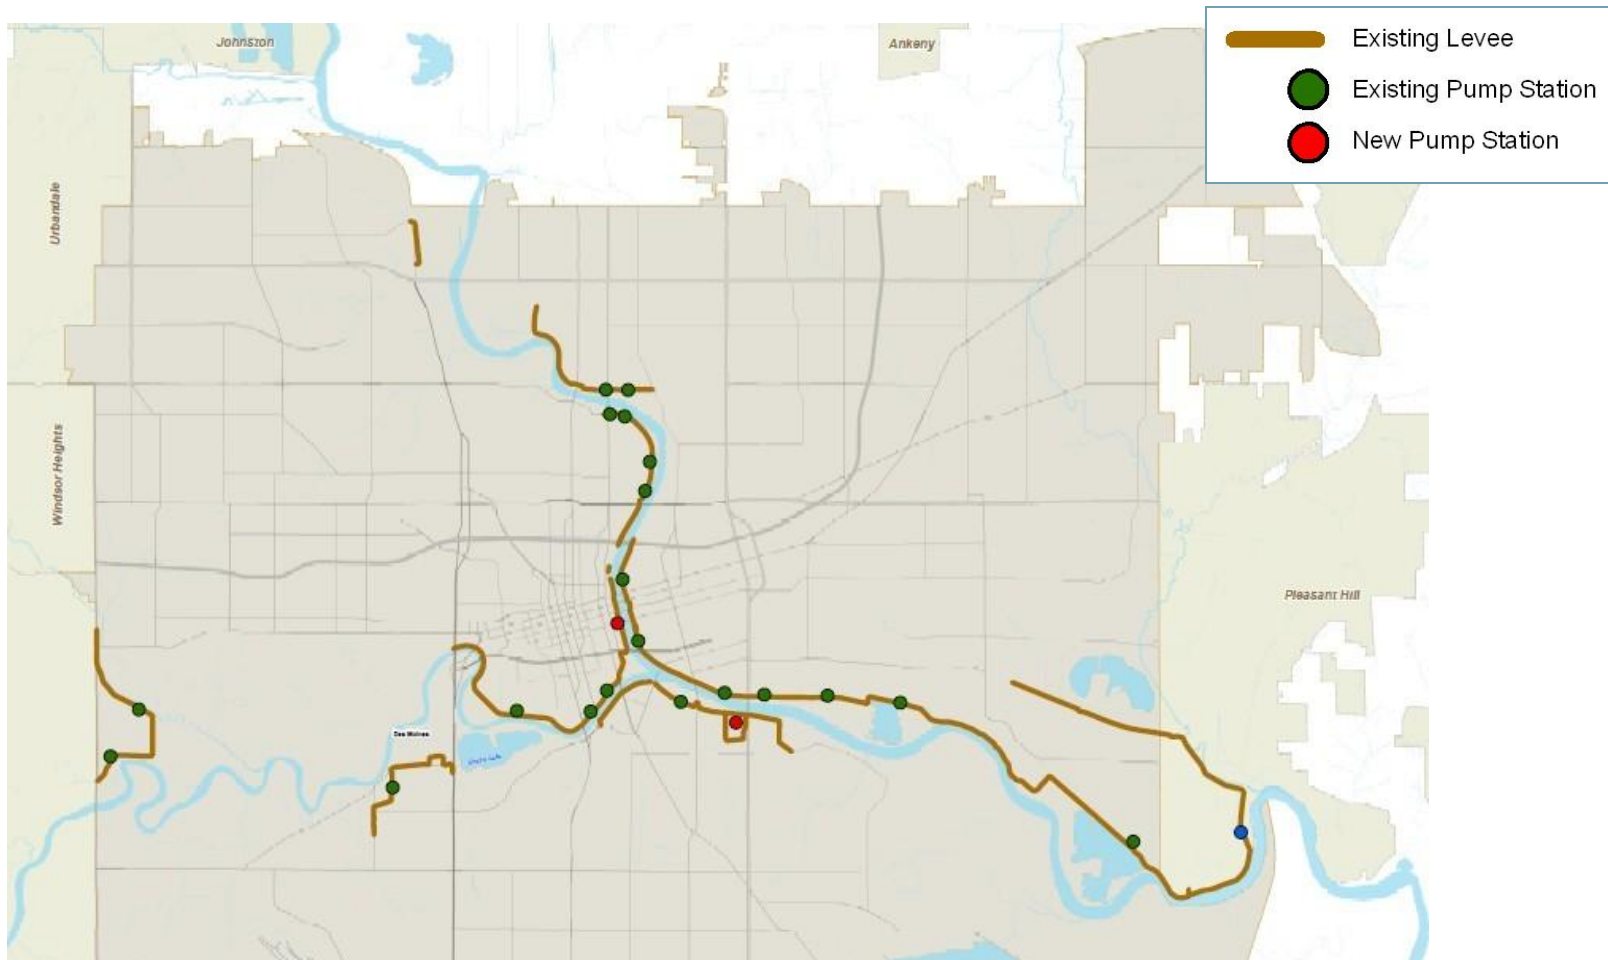 Johnston
Ankeny
Existing Levee
Existing Pump Station
New Pump Station
Urbandale
Windsor Heights
Pleasant Hill
Des Moines